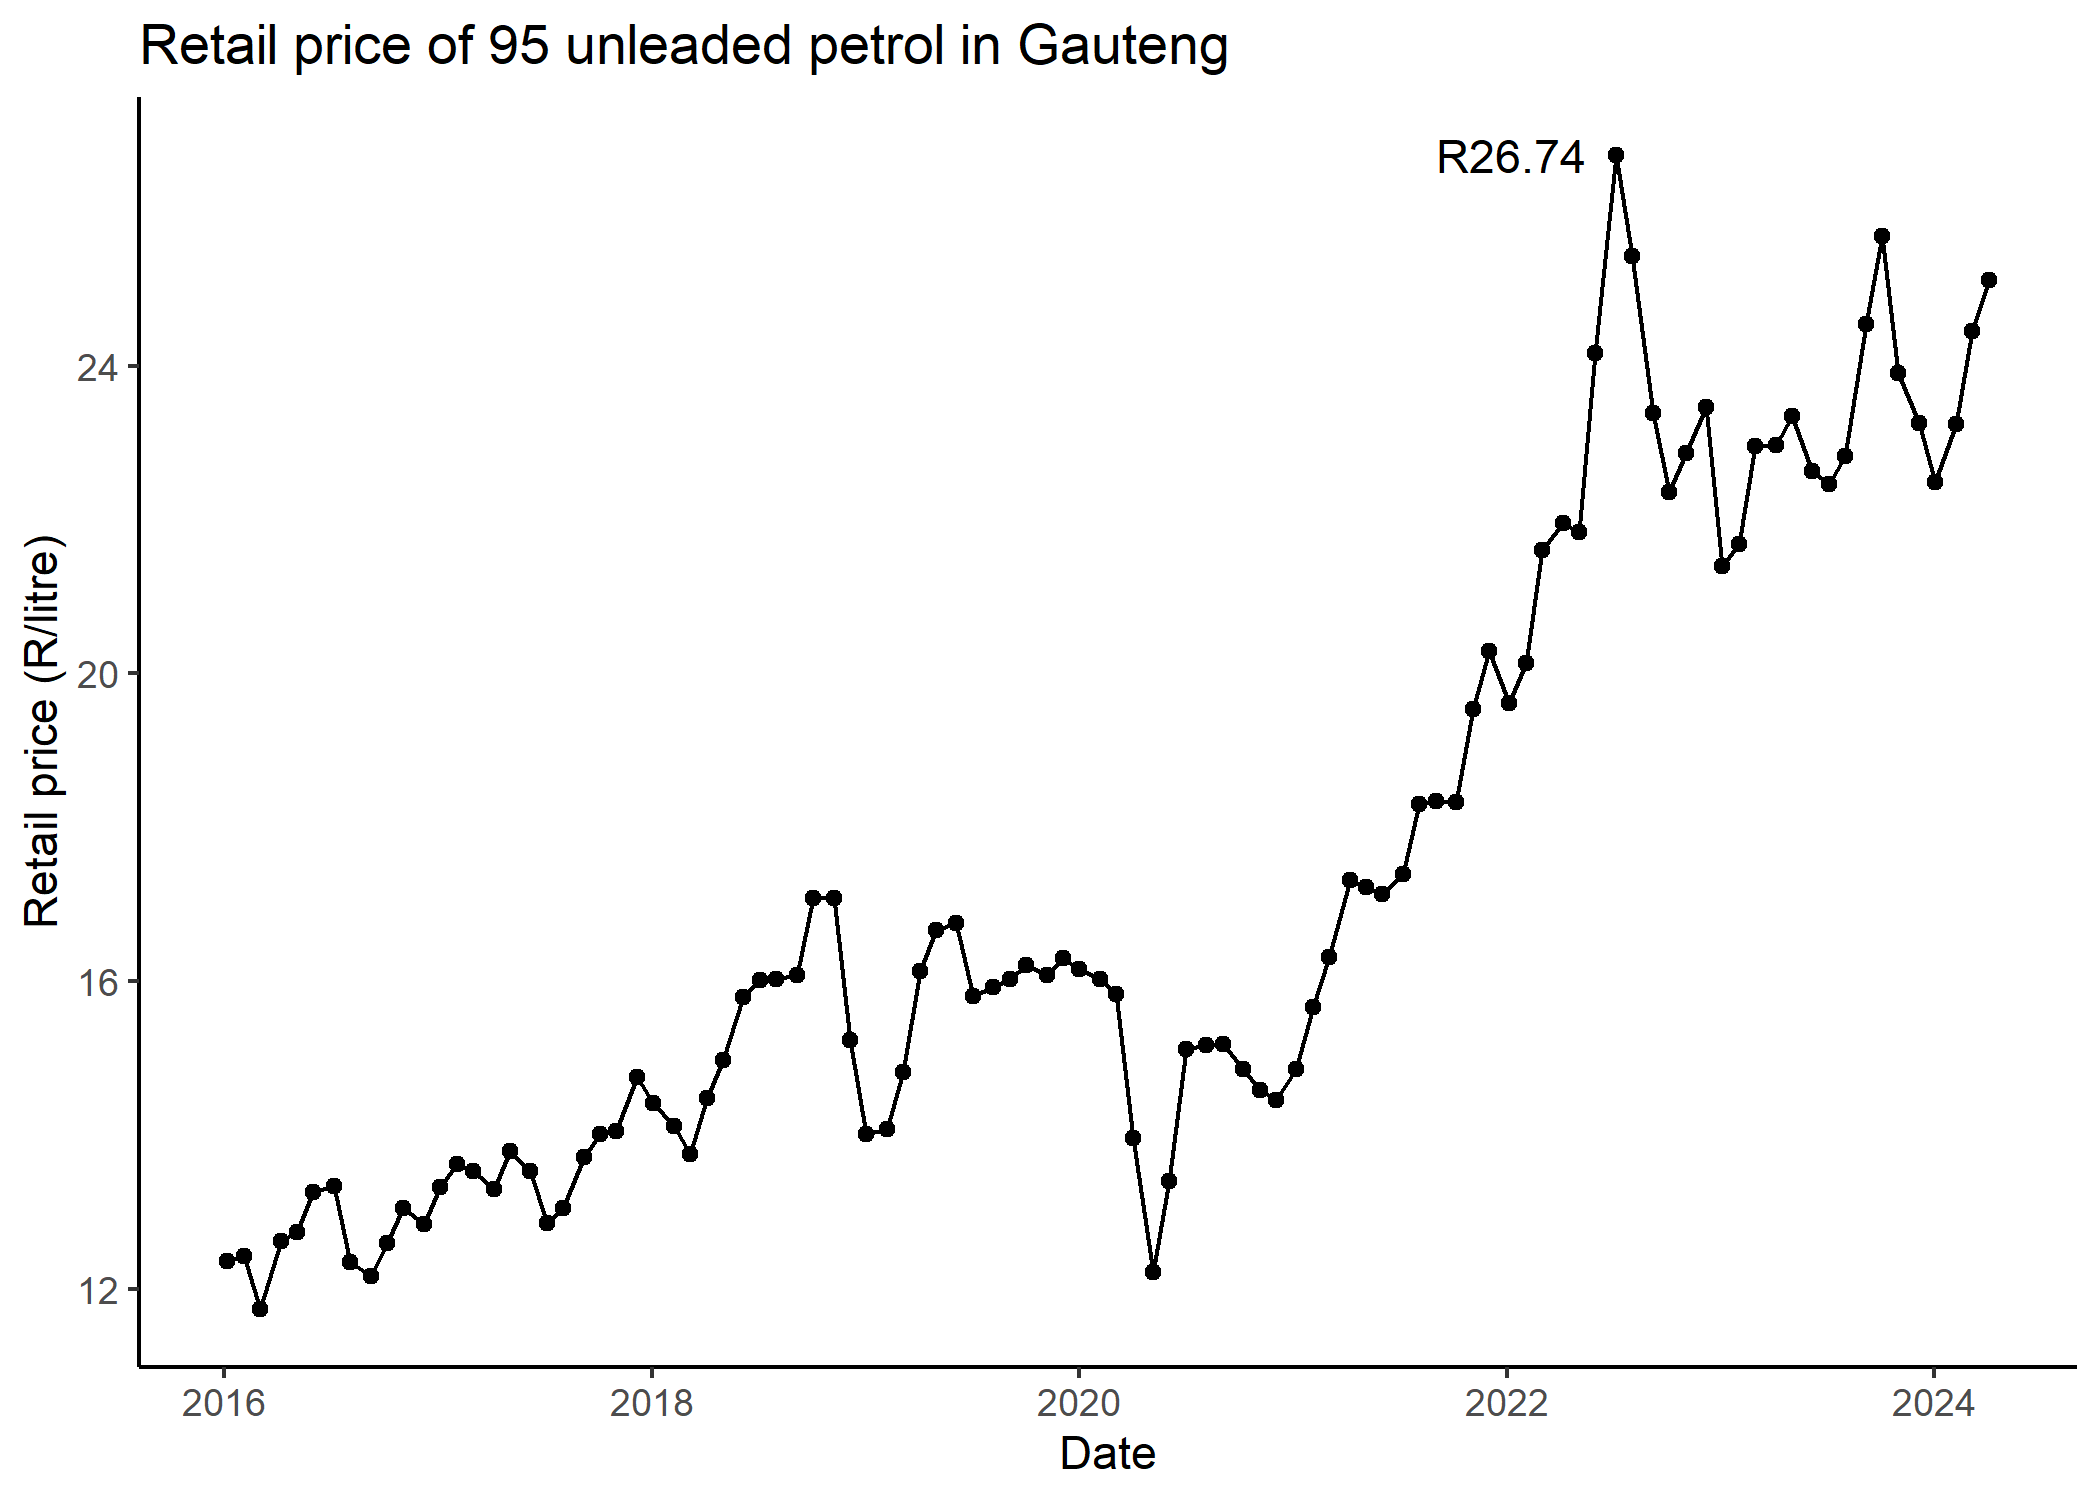 Retail price of 95 unleaded petrol in Gauteng
R26.74
Retail price (R/litre)
24
20
16
12
2016 2018 2020 2022 2024
Date